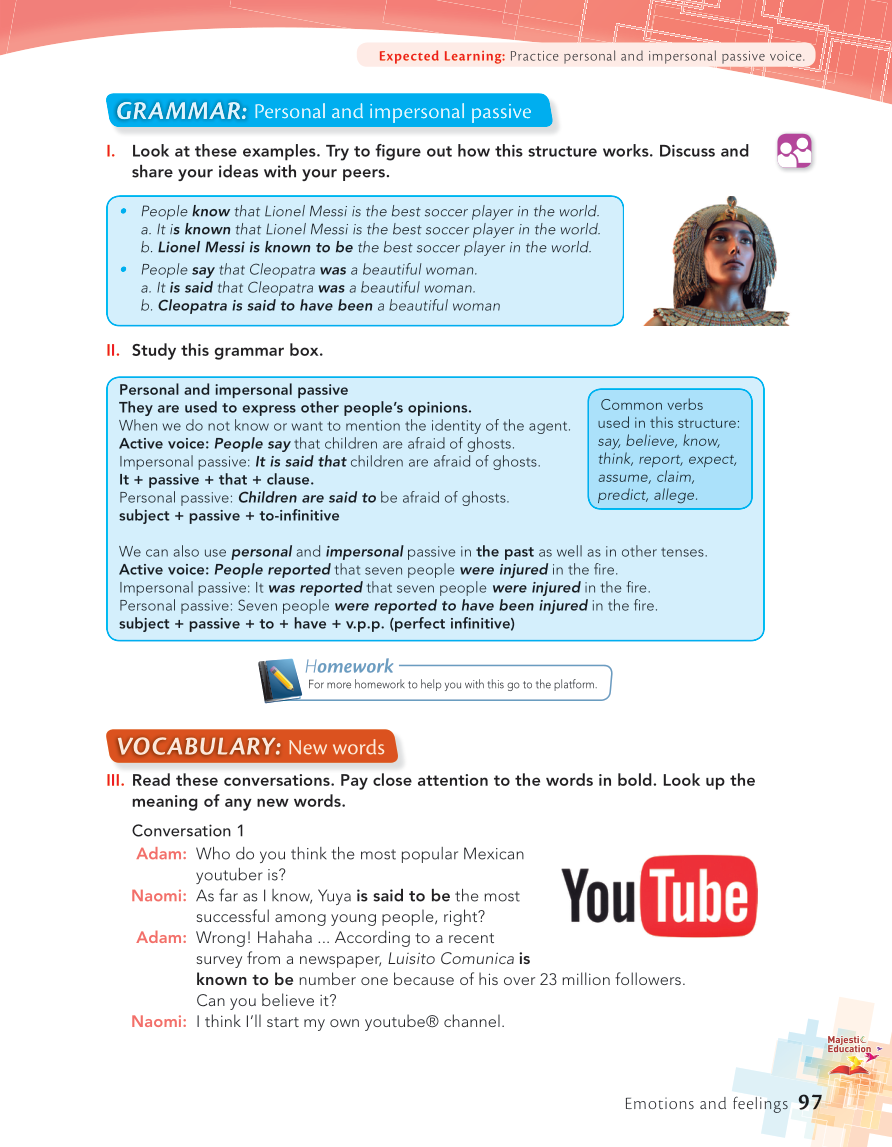 Expected Learning: Practice personal and impersonal passive voice.
GRAMMAR: Personal and impersonal passive
I. Look at these examples. Try to figure out how this structure works. Discuss and
share your ideas with your peers.
• People know that Lionel Messi is the best soccer player in the world.
a. It is known that Lionel Messi is the best soccer player in the world.
b. Lionel Messi is known to be the best soccer player in the world.
• People say that Cleopatra was a beautiful woman.
a. It is said that Cleopatra was a beautiful woman.
b. Cleopatra is said to have been a beautiful woman
II. Study this grammar box.
Personal and impersonal passive
They are used to express other people's opinions.
When we do not know or want to mention the identity of the agent.
Active voice: People say that children are afraid of ghosts.
Impersonal passive: It is said that children are afraid of ghosts.
It + passive + that + clause.
Personal passive: Children are said to be afraid of ghosts.
subject + passive + to-infinitive
Common verbs
used in this structure:
say, believe, know,
think, report, expect,
assume, claim,
predict, allege.
We can also use personal and impersonal passive in the past as well as in other tenses.
Active voice: People reported that seven people were injured in the fire.
Impersonal passive: It was reported that seven people were injured in the fire.
Personal passive: Seven people were reported to have been injured in the fire.
subject + passive + to + have + v.p.p. (perfect infinitive)
Homework
For more homework to help you with this go to the platform.
VOCABULARY: New words
III. Read these conversations. Pay close attention to the words in bold. Look up the
meaning of any new words.
Conversation 1
Adam: Who do you think the most popular Mexican
youtuber is?
Naomi: As far as I know, Yuya is said to be the most
successful among young people, right?
Adam: Wrong! Hahaha ... According to a recent
survey from a newspaper, Luisito Comunica is
known to be number one because of his over 23 million followers.
Can you believe it?
Naomi: I think I'll start my own youtube® channel.
YouTube
Majestic
Education
Emotions and feelings 97